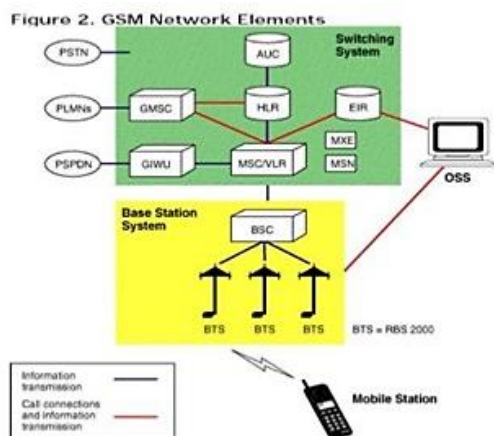 Figure 2. GSM Network Elements
PSTN
AUC
Switching
System
PLMNs
GMSC
HLR
EIR
MXE
PSPDN
GIWU
MSC/VLR
MSN
OSS
Base Station
System
BSC
BTS
BTS
BTS
BTS = RBS 2000
Information
transmission
Call connections
and information
transmission
Mobile Station